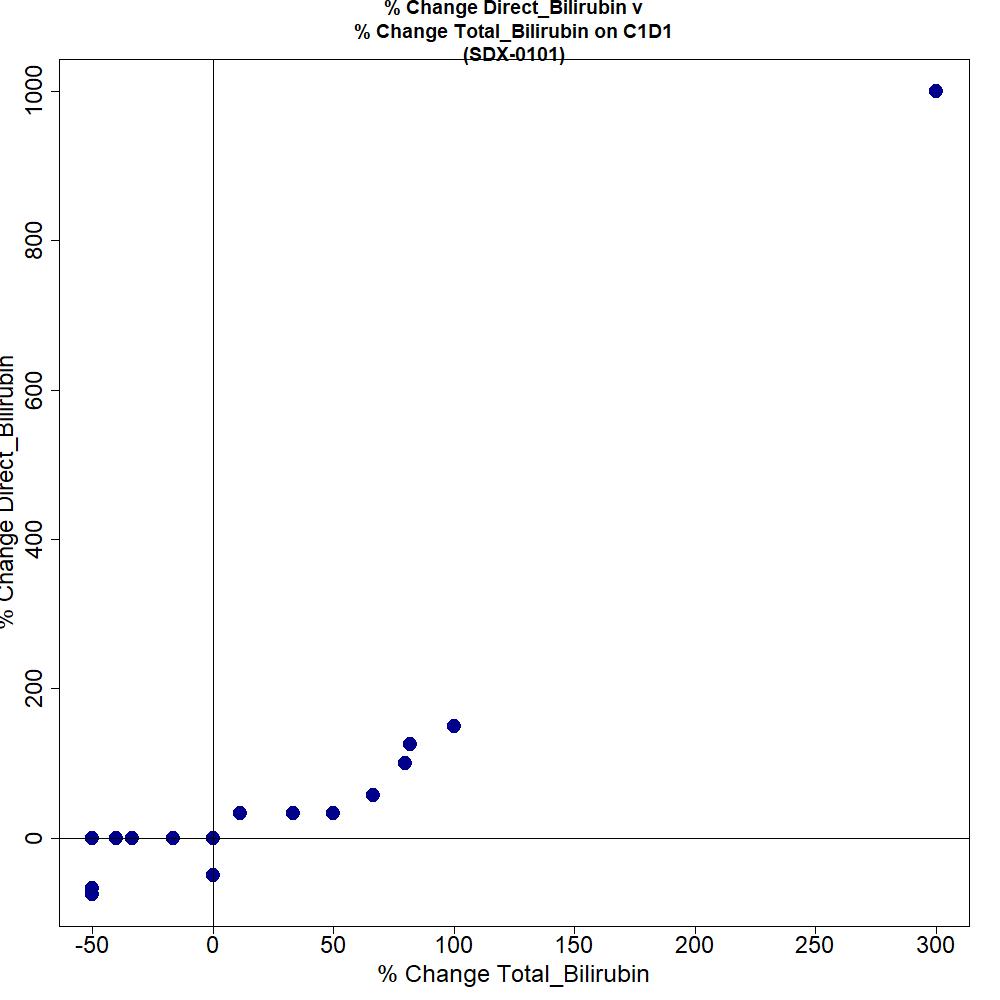 % Change Direct_Bilirubin v
% Change Total_Bilirubin on C1D1
(SDX-0101)
% Change Direct_Bilirubin
1000
800
600
400
200
0
-50
0
50
100
150
200
250
300
% Change Total_Bilirubin